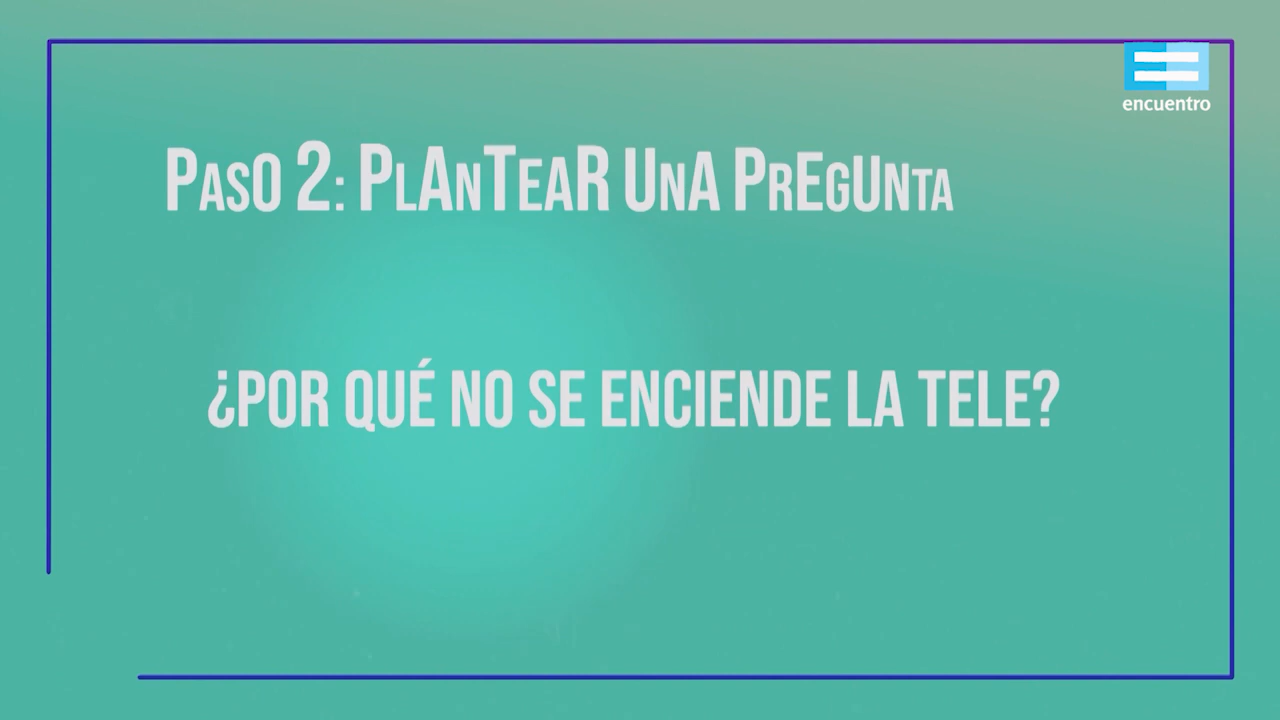 encuentro
PASO 2: PLANTEAR UNA PREGUNTA
¿POR QUÉ NO SE ENCIENDE LA TELE?